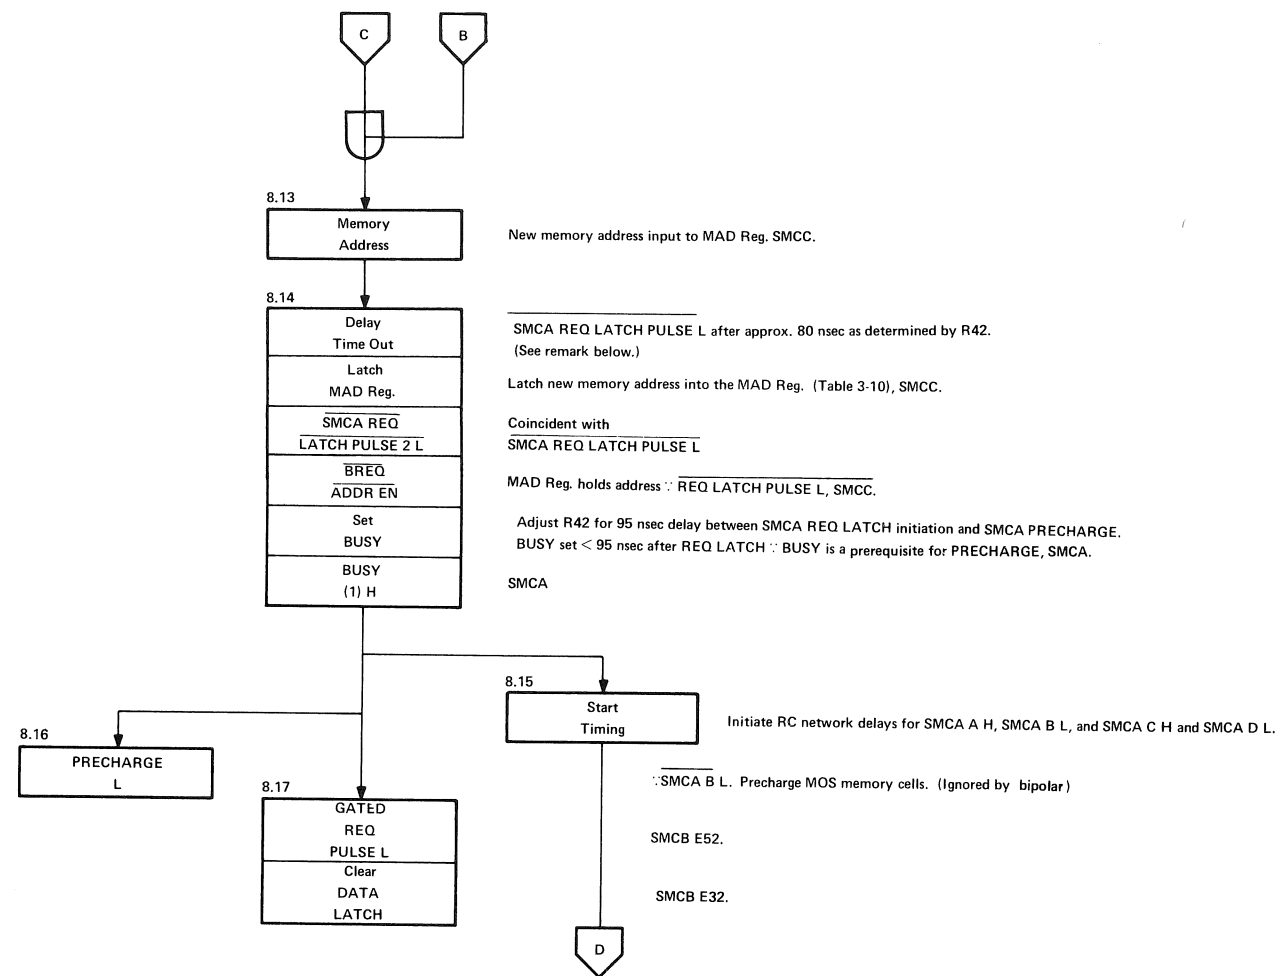 C
B
8.13
Memory
Address
New memory address input to MAD Reg. SMCC.
8.14
Delay
Time Out
SMCA REQ LATCH PULSE L after approx. 80 nsec as determined by R42.
(See remark below.)
Latch
MAD Reg.
Latch new memory address into the MAD Reg. (Table 3-10), SMCC.
SMCA REQ
LATCH PULSE 2 L
Coincident with
SMCA REQ LATCH PULSE L
BREQ
ADDR EN
MAD Reg. holds address ∵ REQ LATCH PULSE L, SMCC.
Set
BUSY
Adjust R42 for 95 nsec delay between SMCA REQ LATCH initiation and SMCA PRECHARGE.
BUSY set < 95 nsec after REQ LATCH ∵ BUSY is a prerequisite for PRECHARGE, SMCA.
BUSY
(1) H
SMCA
8.15
Start
Timing
Initiate RC network delays for SMCA A H, SMCA B L, and SMCA C H and SMCA D L.
8.16
PRECHARGE
L
∵SMCA B L. Precharge MOS memory cells. (Ignored by bipolar)
8.17
GATED
REQ
PULSE L
SMCB E52.
Clear
DATA
LATCH
SMCB E32.
D